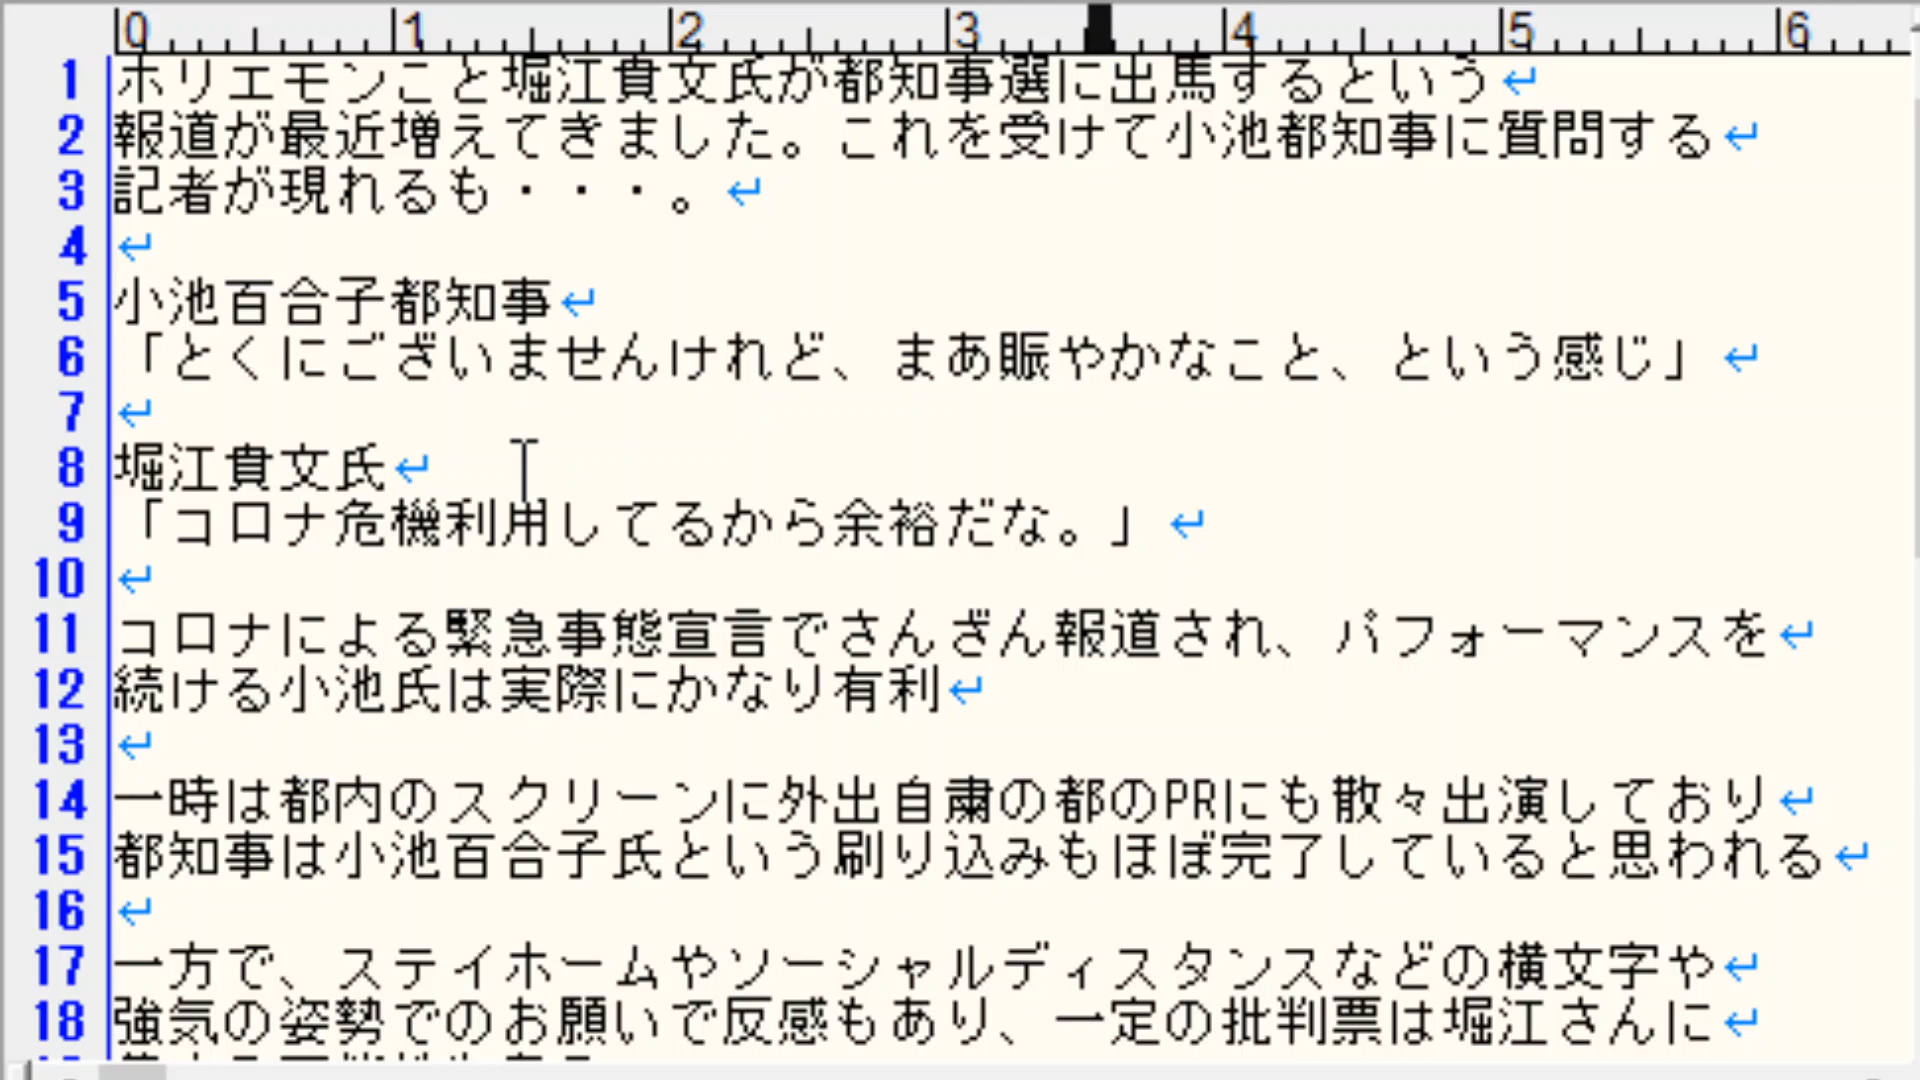 0 1 2 3 4 5 6
1 ホリエモンこと堀江貴文氏が都知事選に出馬するという↵
2 報道が最近増えてきました。これを受けて小池都知事に質問する↵
3 記者が現れるも・・・。↵
4 ↵
5 小池百合子都知事↵
6 「とくにございませんけれど、まあ賑やかなこと、という感じ」↵
7 ↵
8 堀江貴文氏↵
9 「コロナ危機利用してるから余裕だな。」↵
10 ↵
11 コロナによる緊急事態宣言でさんざん報道され、パフォーマンスを↵
12 続ける小池氏は実際にかなり有利↵
13 ↵
14 一時は都内のスクリーンに外出自粛の都のPRにも散々出演しており↵
15 都知事は小池百合子氏という刷り込みもほぼ完了していると思われる↵
16 ↵
17 一方で、ステイホームやソーシャルディスタンスなどの横文字や↵
18 強気の姿勢でのお願いで反感もあり、一定の批判票は堀江さんに↵